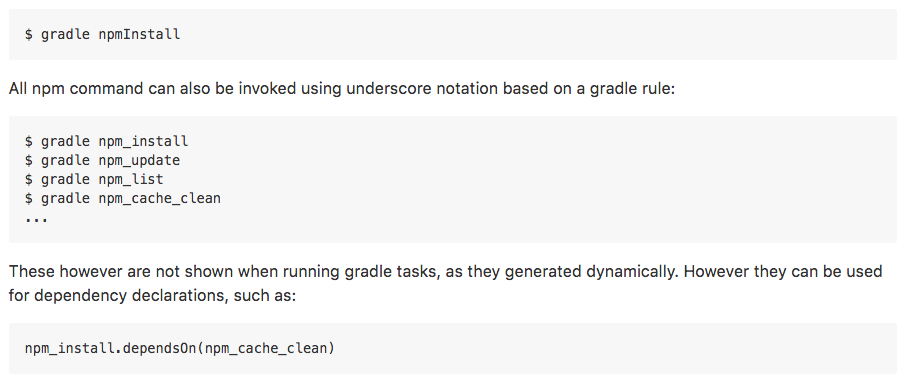 $ gradle npmInstall
All npm command can also be invoked using underscore notation based on a gradle rule:
$ gradle npm_install
$ gradle npm_update
$ gradle npm_list
$ gradle npm_cache_clean
...
These however are not shown when running gradle tasks, as they generated dynamically. However they can be used
for dependency declarations, such as:
npm_install.dependsOn(npm_cache_clean)